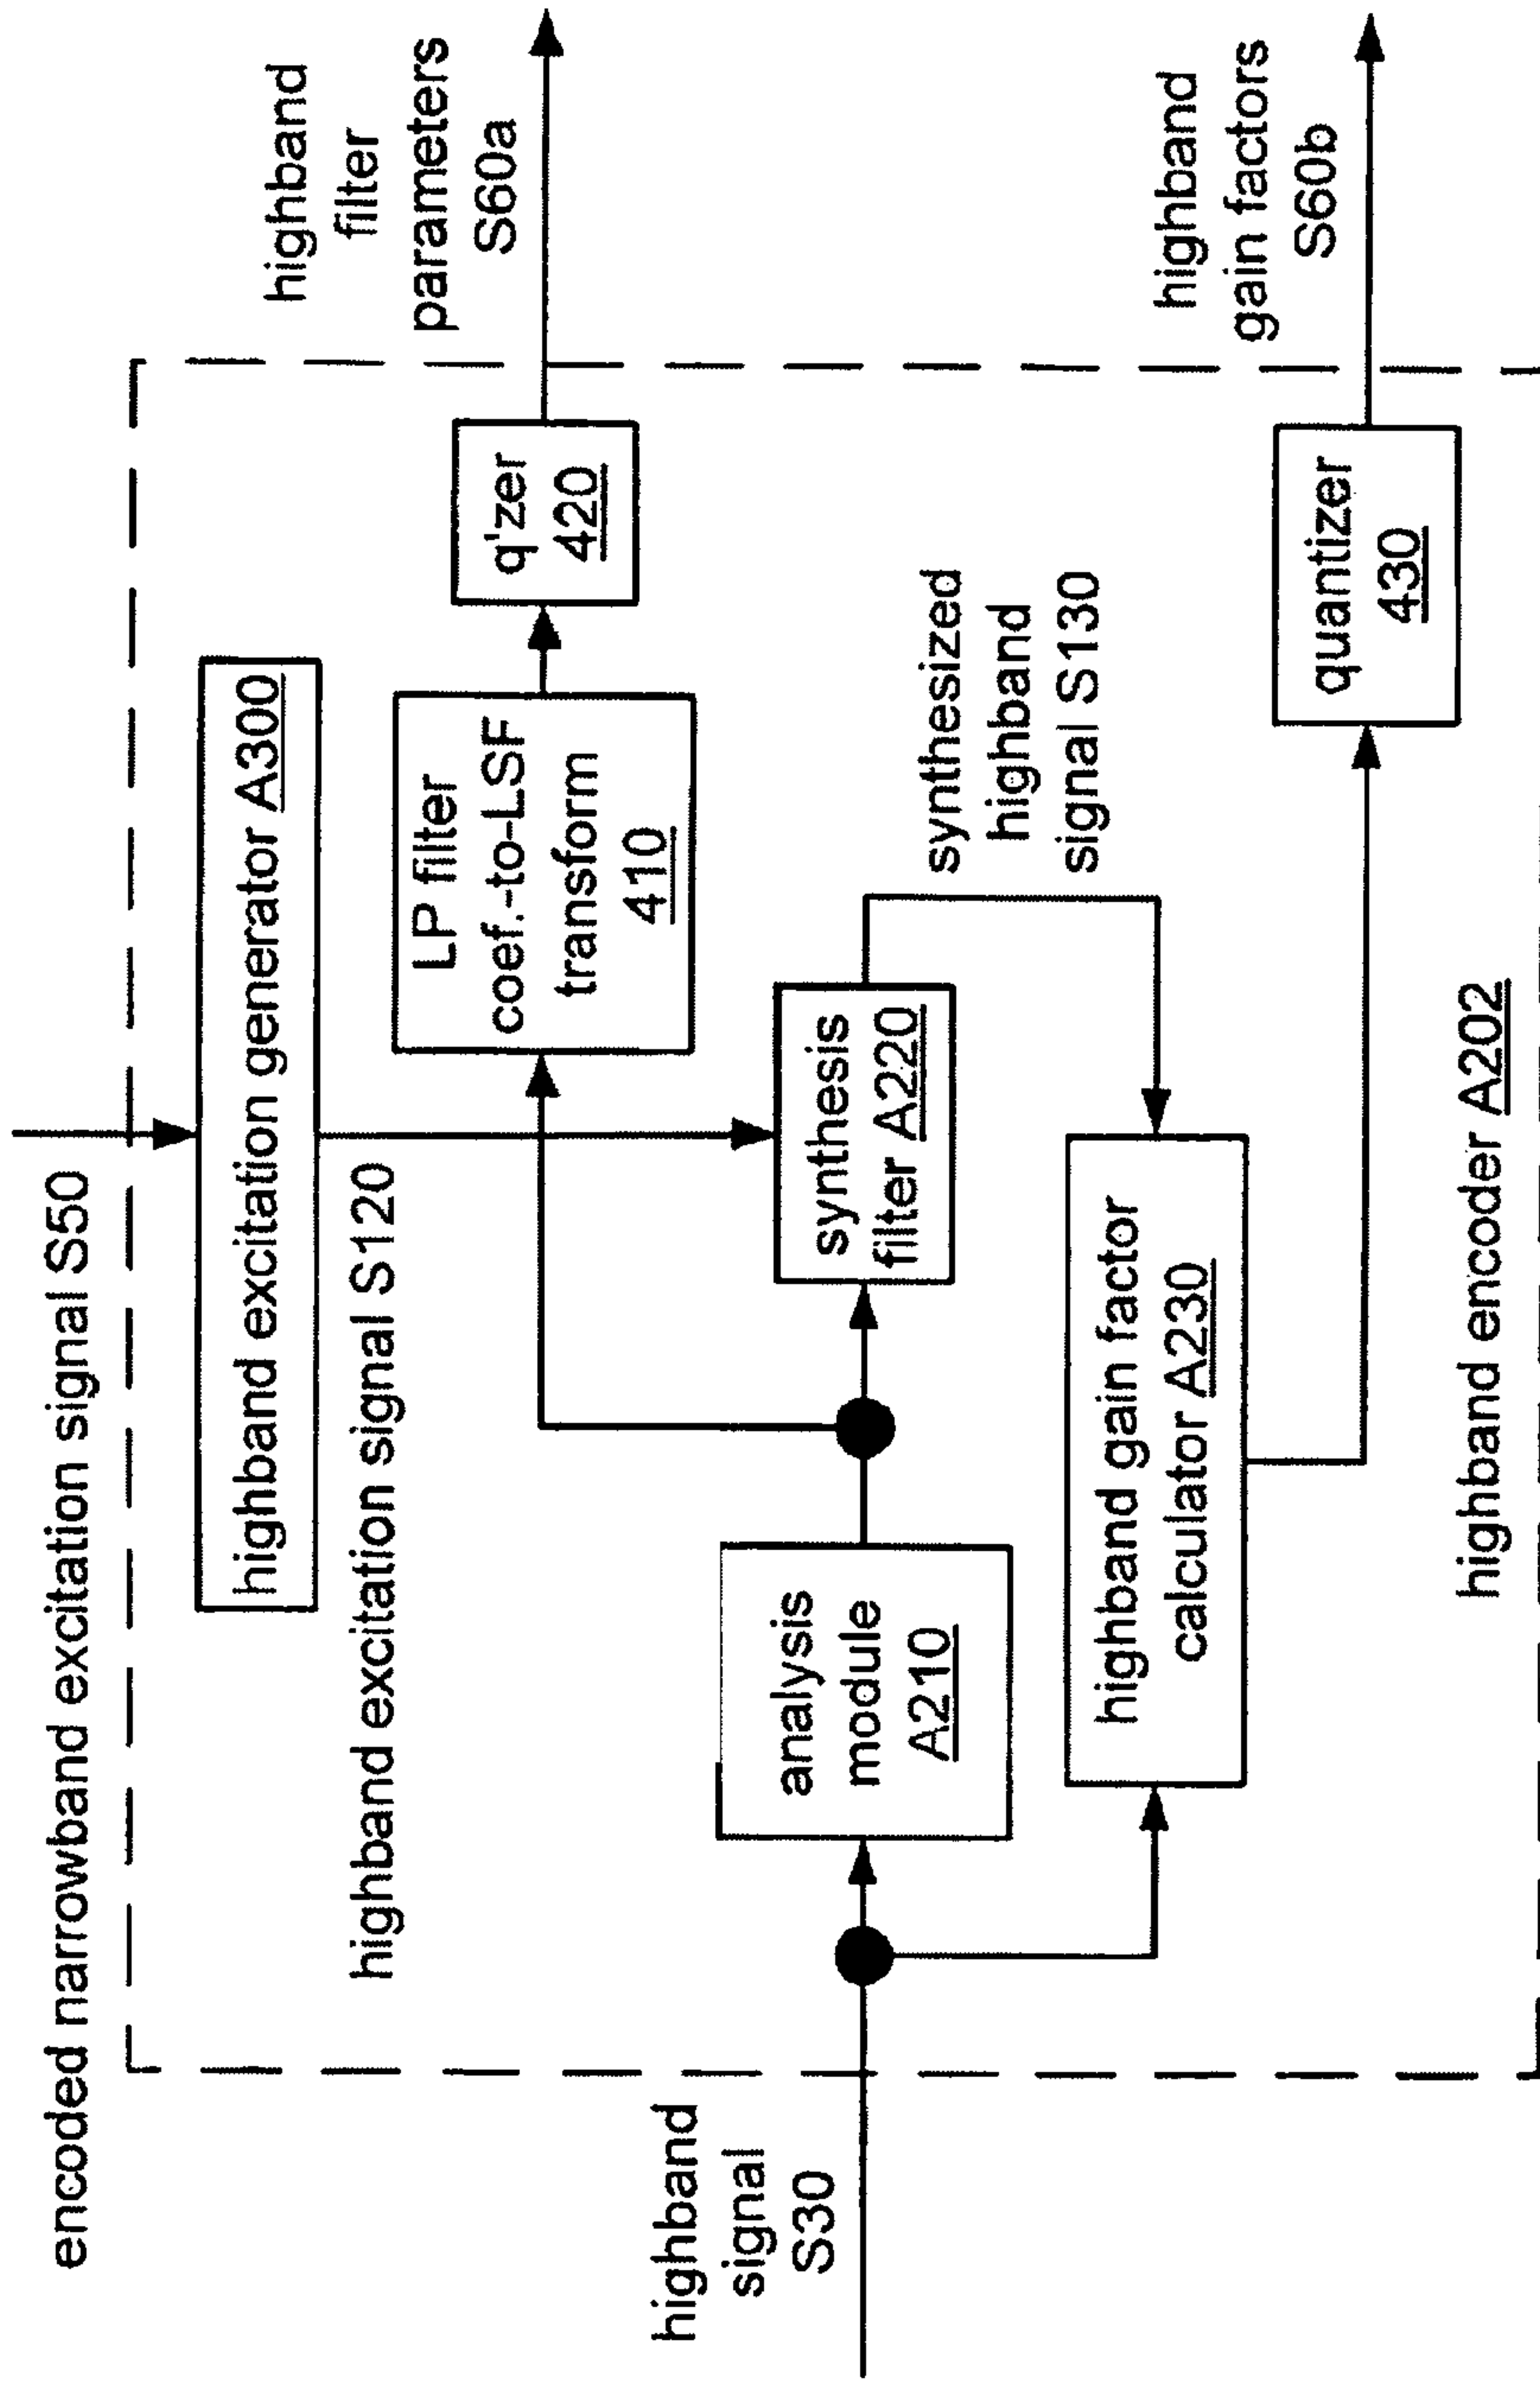 encoded narrowband excitation signal S50
highband excitation generator A300
highband excitation signal S120
highband
filter
parameters
S60a
LP filter
coef.-to-LSF
transform
410
q'zer
420
highband
signal
S30
analysis
module
A210
synthesis
filter A220
synthesized
highband
signal S130
highband gain factor
calculator A230
quantizer
430
highband
gain factors
S60b
highband encoder A202